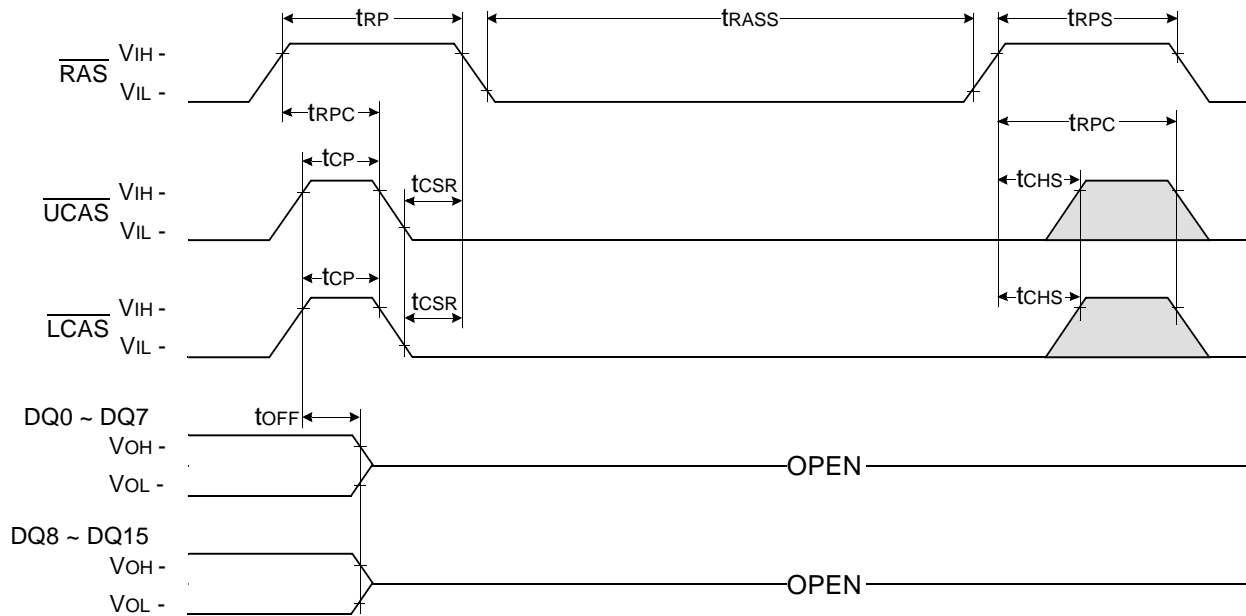 tRP
tRASS
tRPS
RAS
VIH -
VIL -
tRPC
tRPC
tCP
tCSR
tCHS
UCAS
VIH -
VIL -
tCP
tCSR
tCHS
LCAS
VIH -
VIL -
DQ0 ~ DQ7
tOFF
VOH -
VOL -
OPEN
DQ8 ~ DQ15
VOH -
VOL -
OPEN